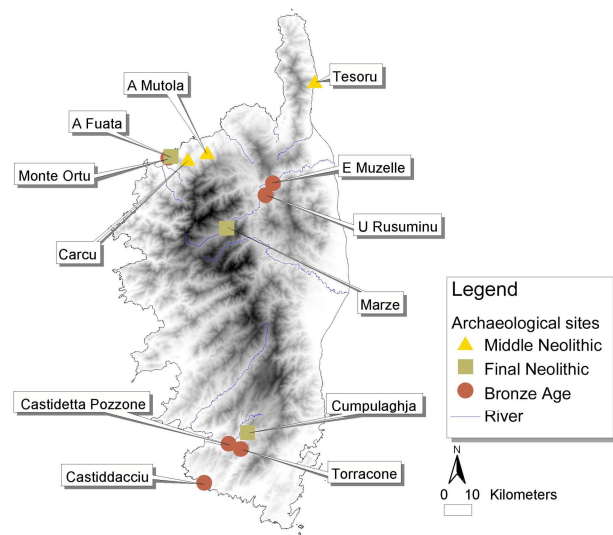 Tesoru
A Mutola
A Fuata
Monte Ortu
E Muzelle
U Rusuminu
Carcu
Marze
Castidetta Pozzone
Cumpulaghja
Torracone
Castiddacciu
Legend
Archaeological sites
Middle Neolithic
Final Neolithic
Bronze Age
River
N
0 10 Kilometers